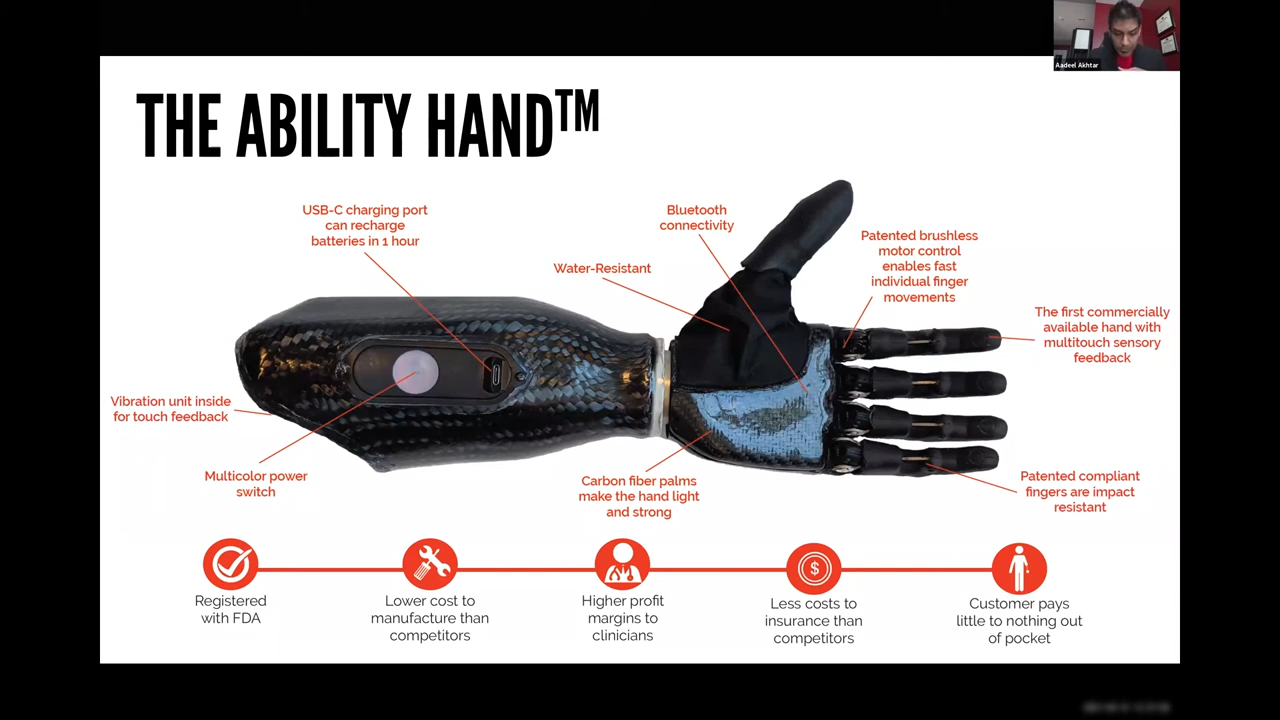 Aadeel Akhtar
THE ABILITY HAND™
USB-C charging port
can recharge
batteries in 1 hour
Bluetooth
connectivity
Water-Resistant
Patented brushless
motor control
enables fast
individual finger
movements
The first commercially
available hand with
multitouch sensory
feedback
Vibration unit inside
for touch feedback
Multicolor power
switch
Carbon fiber palms
make the hand light
and strong
Patented compliant
fingers are impact
resistant
Registered
with FDA
Lower cost to
manufacture than
competitors
Higher profit
margins to
clinicians
$
Less costs to
insurance than
competitors
Customer pays
little to nothing out
of pocket